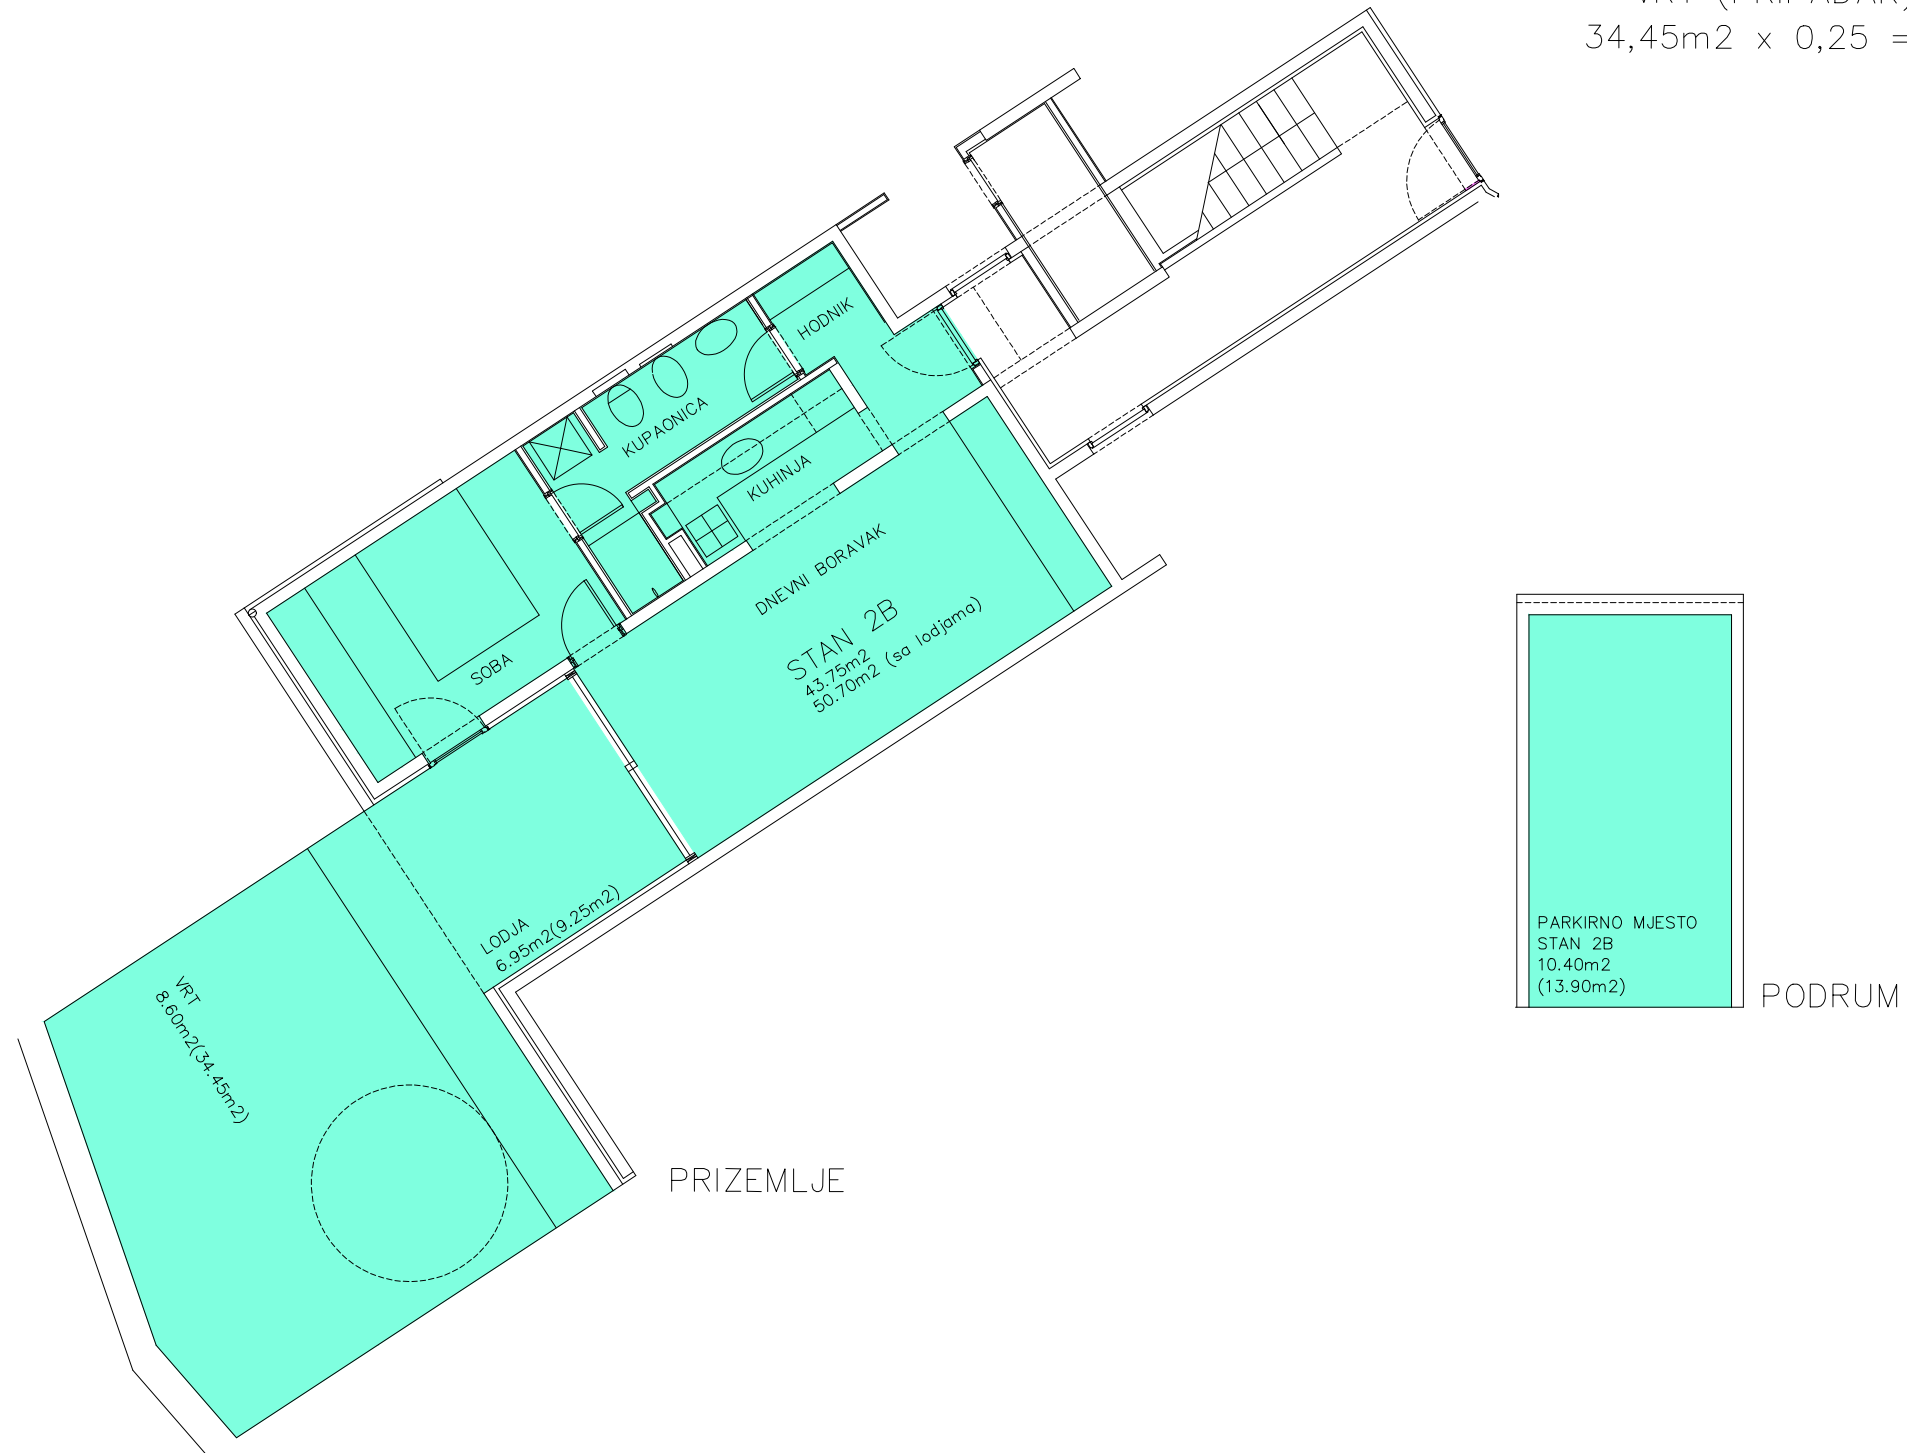 VRT (PRIPADAK)
34,45m2 x 0,25 =
HODNIK
KUPAONICA
KUHINJA
DNEVNI BORAVAK
STAN 2B
43.75m2
50.70m2 (sa lodjama)
SOBA
LODJA
6.95m2(9.25m2)
VRT
8.60m2(34.45m2)
PRIZEMLJE
PARKIRNO MJESTO
STAN 2B
10.40m2
(13.90m2)
PODRUM